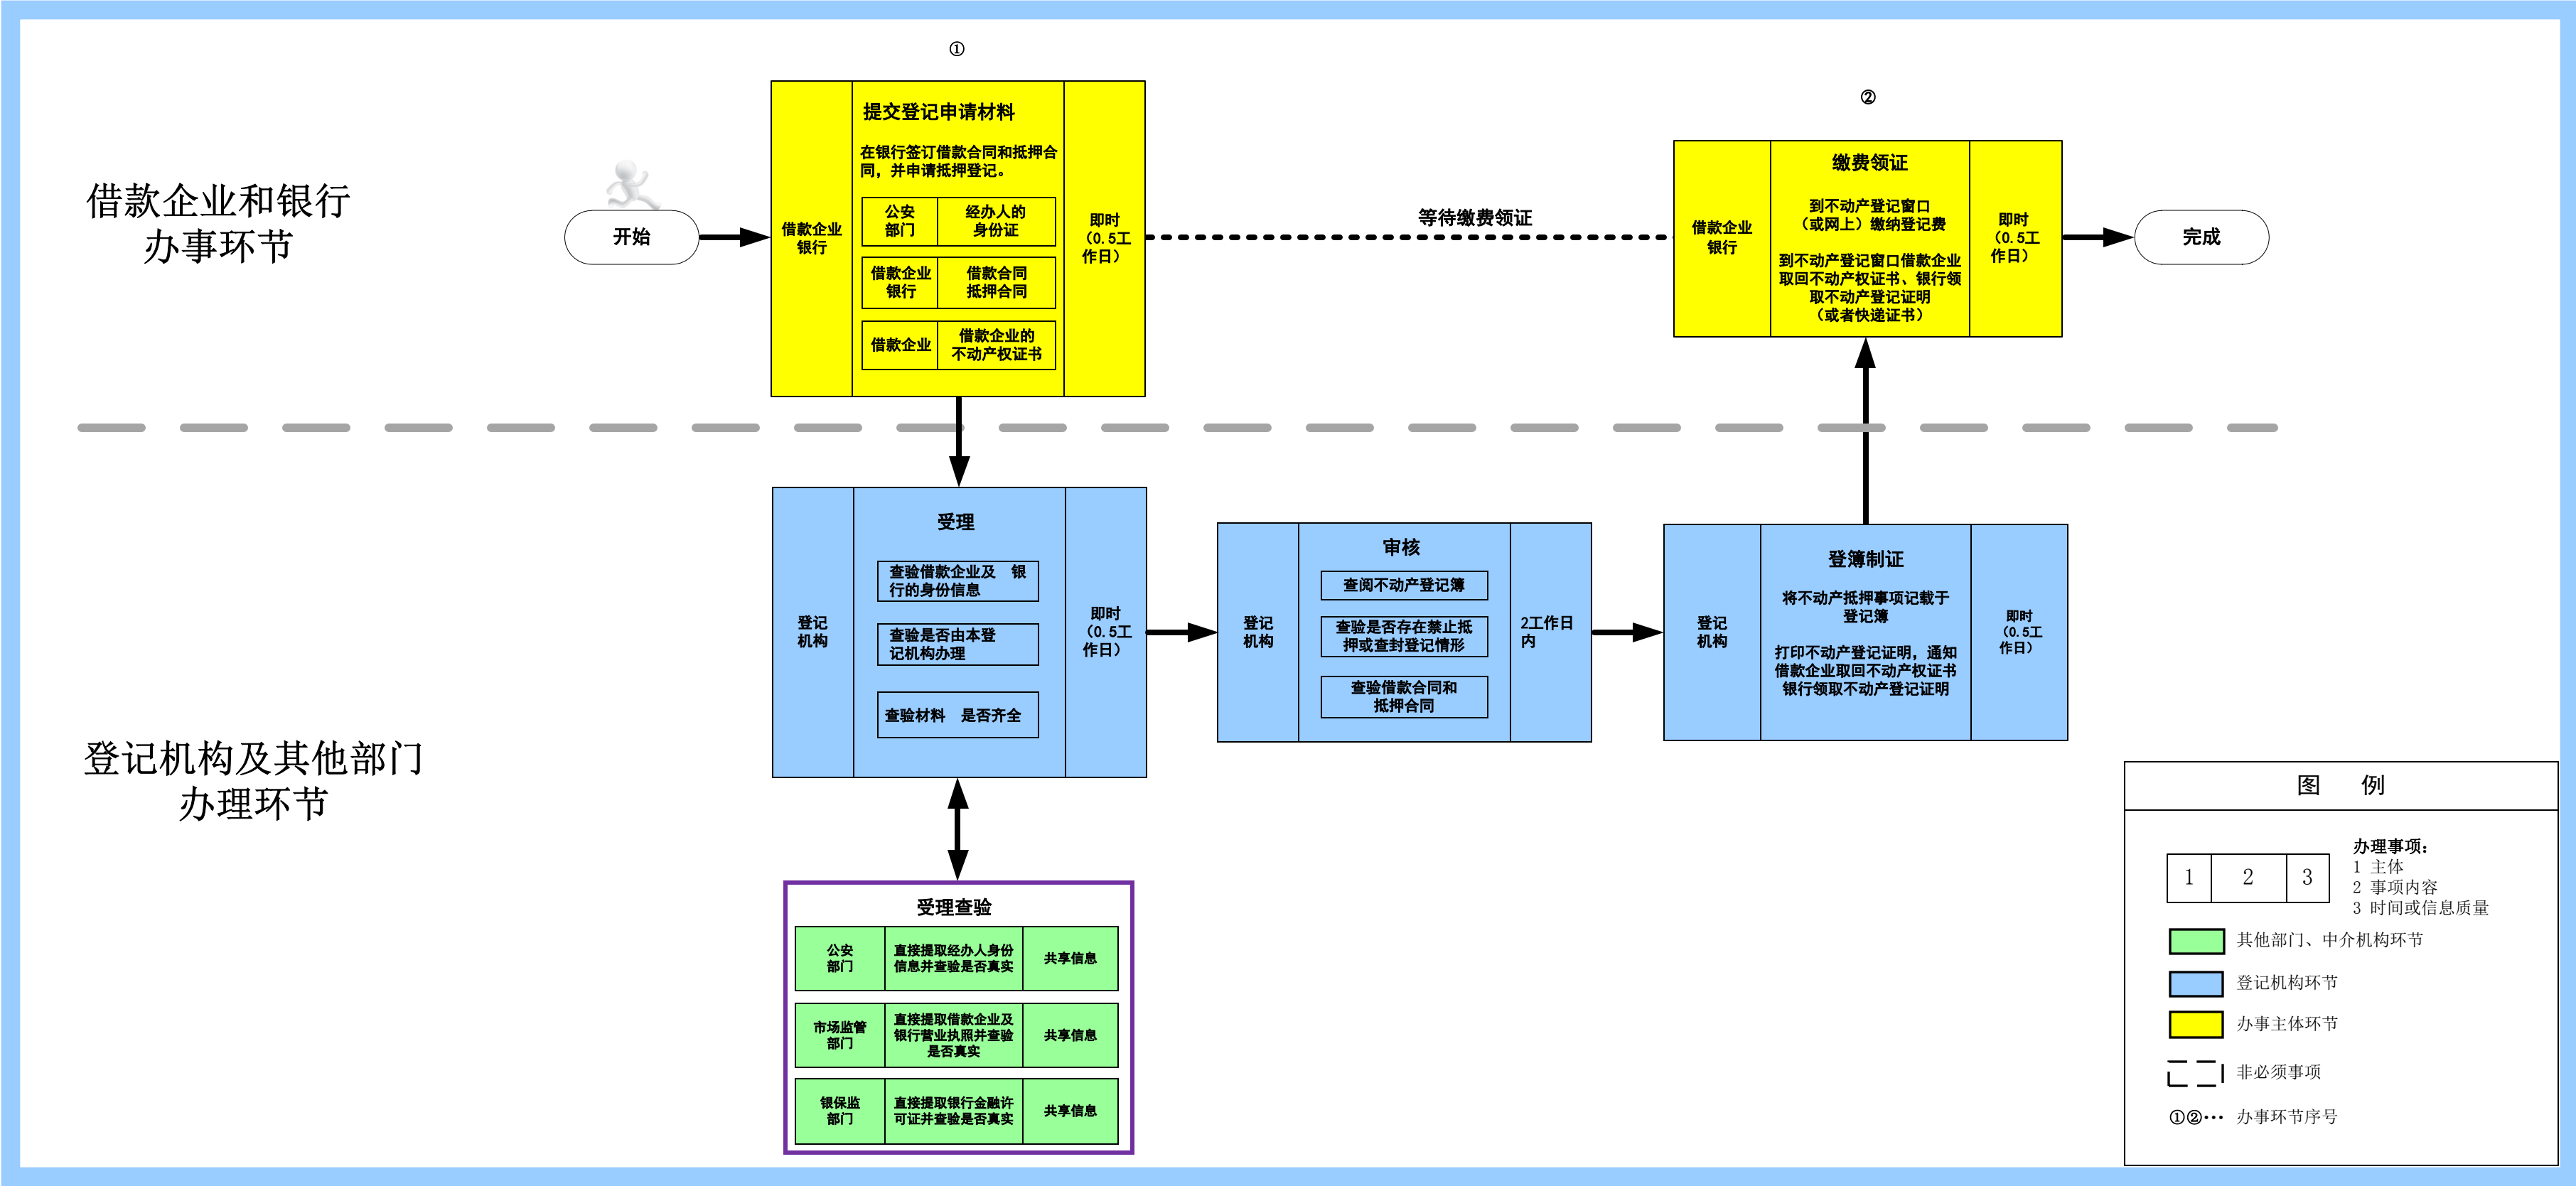 ①
②
借款企业和银行
办事环节
开始
借款企业
银行
提交登记申请材料
在银行签订借款合同和抵押合
同，并申请抵押登记。
公安
部门
经办人的
身份证
借款企业
银行
借款合同
抵押合同
借款企业
借款企业的
不动产权证书
即时
（0.5工
作日）
等待缴费领证
借款企业
银行
缴费领证
到不动产登记窗口
（或网上）缴纳登记费
到不动产登记窗口借款企业
取回不动产权证书、银行领
取不动产登记证明
（或者快递证书）
即时
（0.5工
作日）
完成
登记机构及其他部门
办理环节
登记
机构
受理
查验借款企业及　银
行的身份信息
查验是否由本登
记机构办理
查验材料　是否齐全
即时
（0.5工
作日）
登记
机构
审核
查阅不动产登记簿
查验是否存在禁止抵
押或查封登记情形
查验借款合同和
抵押合同
2工作日
内
登记
机构
登簿制证
将不动产抵押事项记载于
登记簿
打印不动产登记证明，通知
借款企业取回不动产权证书
银行领取不动产登记证明
即时
（0.5工
作日）
受理查验
公安
部门
直接提取经办人身份
信息并查验是否真实
共享信息
市场监管
部门
直接提取借款企业及
银行营业执照并查验
是否真实
共享信息
银保监
部门
直接提取银行金融许
可证并查验是否真实
共享信息
图　例
1 2 3
办理事项：
1 主体
2 事项内容
3 时间或信息质量
其他部门、中介机构环节
登记机构环节
办事主体环节
非必须事项
①②… 办事环节序号